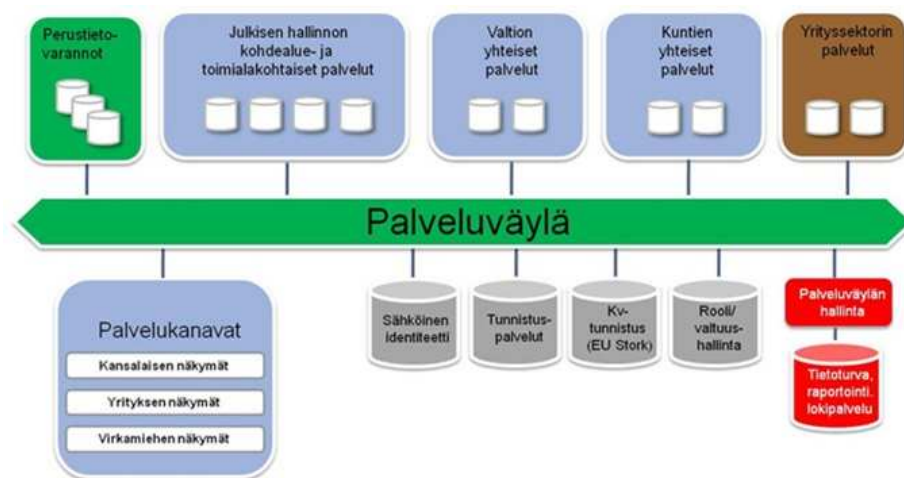 Perustieto-
varannot
Julkisen hallinnon
kohdealue- ja
toimialakohtaiset palvelut
Valtion
yhteiset
palvelut
Kuntien
yhteiset
palvelut
Yrityssektorin
palvelut
Palveluväylä
Palvelukanavat
Kansalaisen näkymät
Yrityksen näkymät
Virkamiehen näkymät
Sähköinen
identiteetti
Tunnistus-
palvelut
Kv-
tunnistus
(EU Stork)
Rooli/
valtuus-
hallinta
Palveluväylän
hallinta
Tietoturva,
raportointi.
lokipalvelu